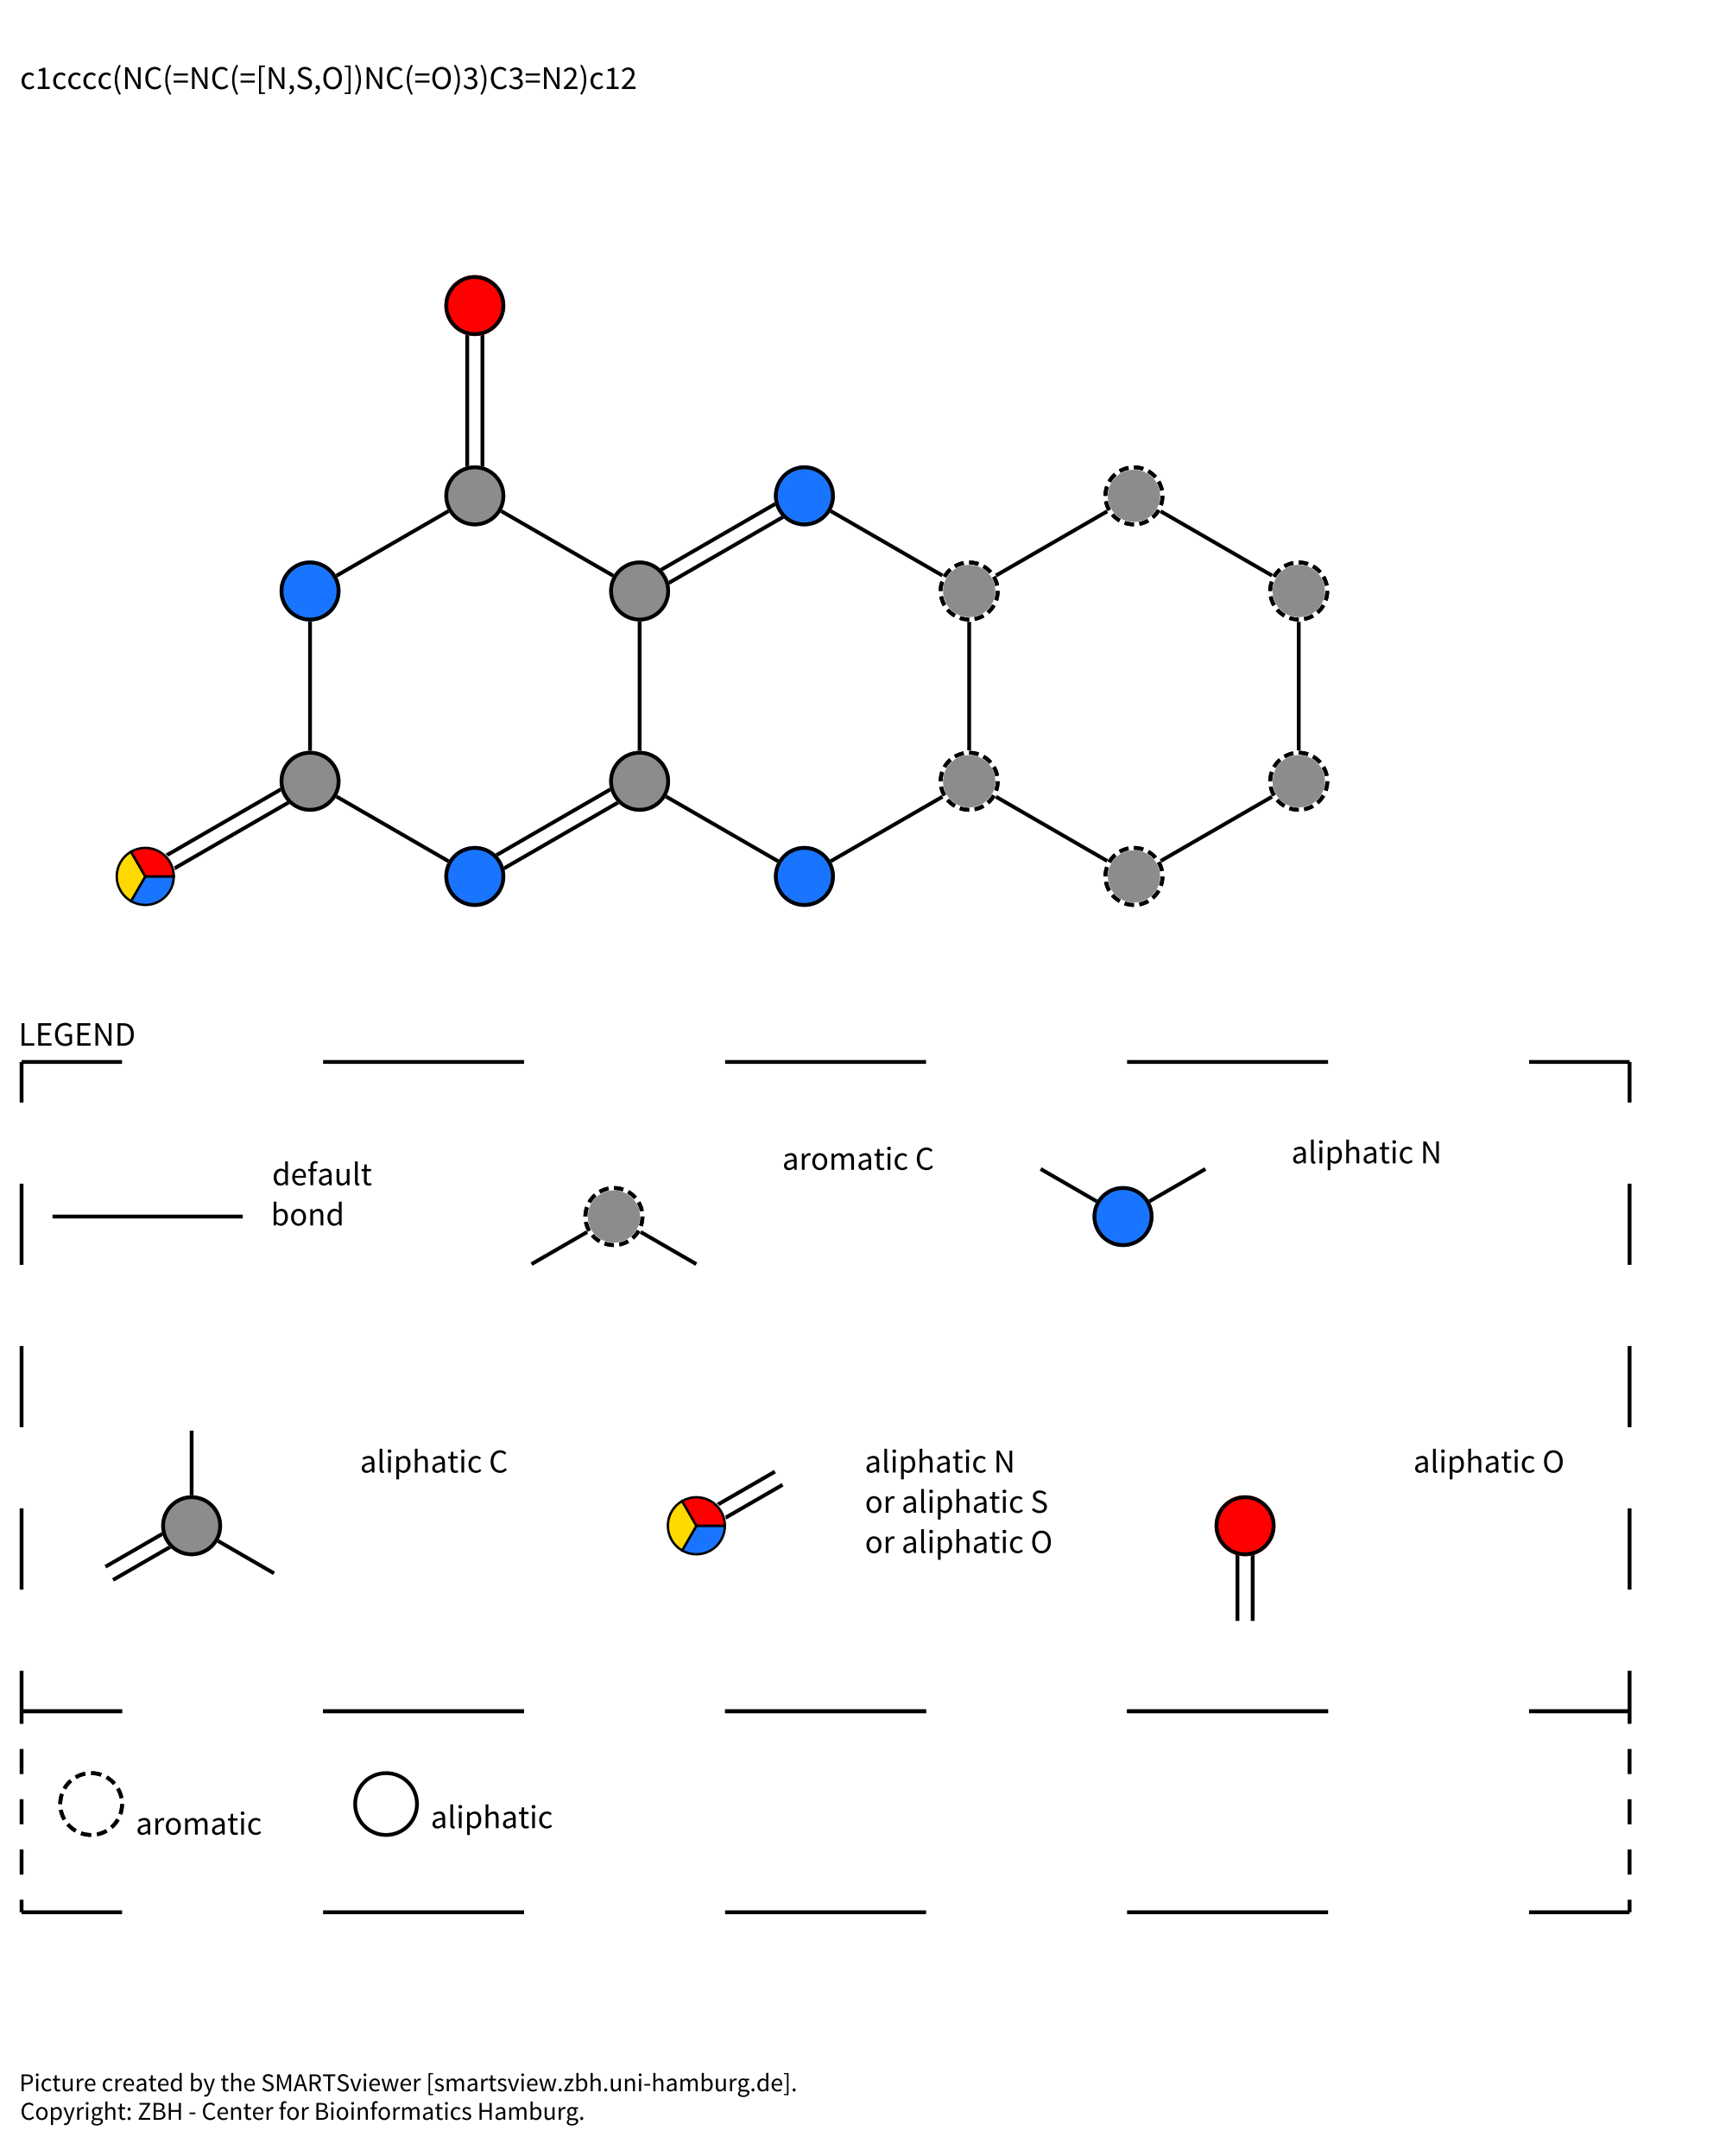 c1cccc(NC(=NC(=[N,S,O])NC(=O)3)C3=N2)c12
LEGEND
default
bond
aromatic C
aliphatic N
aliphatic C
aliphatic N
or aliphatic S
or aliphatic O
aliphatic O
aromatic
aliphatic
Picture created by the SMARTSviewer [smartsview.zbh.uni-hamburg.de].
Copyright: ZBH - Center for Bioinformatics Hamburg.